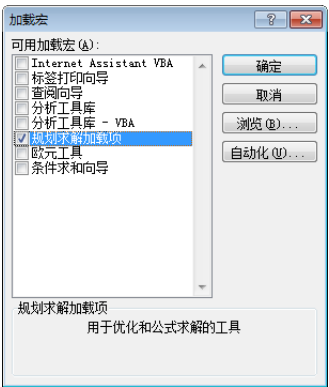 加载宏
可用加载宏(A):
Internet Assistant VBA
标签打印向导
查阅向导
分析工具库
分析工具库 - VBA
规划求解加载项
欧元工具
条件求和向导
确定
取消
浏览(B)...
自动化(U)...
规划求解加载项
用于优化和公式求解的工具